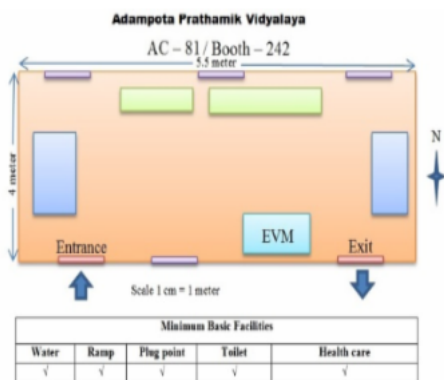 Adampota Prathamik Vidyalaya
AC – 81 / Booth – 242
5.5 meter
4 meter
N
EVM
Entrance
Exit
Scale 1 cm = 1 meter
Minimum Basic Facilities
Water Ramp Plug point Toilet Health care
√ √ √ √ √